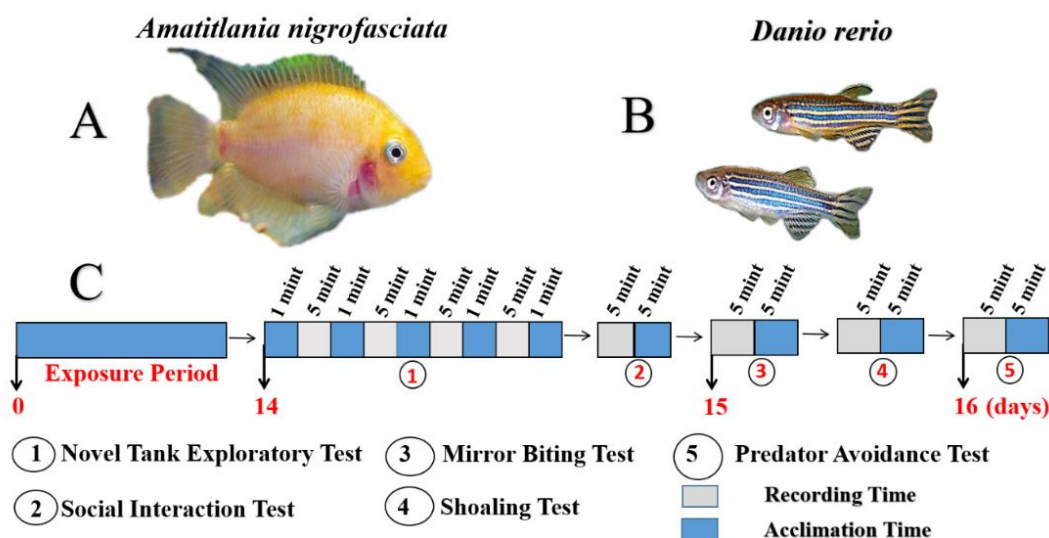 Amatitlania nigrofasciata
Danio rerio
A
B
C
1 mint
5 mint
1 mint
5 mint
1 mint
5 mint
1 mint
5 mint
1 mint
5 mint
5 mint
5 mint
5 mint
5 mint
5 mint
5 mint
5 mint
Exposure Period
1
2
3
4
5
0
14
15
16 (days)
1 Novel Tank Exploratory Test
3 Mirror Biting Test
5 Predator Avoidance Test
2 Social Interaction Test
4 Shoaling Test
Recording Time
Acclimation Time